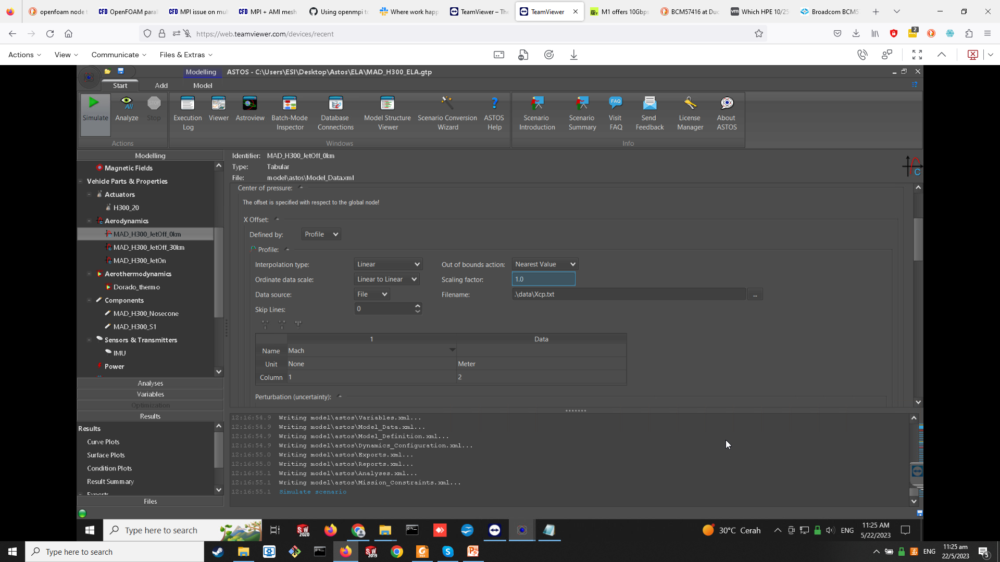 openfoam node
OpenFOAM paral
MPI issue on mul
MPI + AMI mesh
Using openmpi to
Where work happ
TeamViewer – The
TeamViewer
M1 offers 10Gbps
BCM57416 at Duc
Which HPE 10/25
Broadcom BCM5
https://web.teamviewer.com/devices/recent
2
Actions
View
Communicate
Files & Extras
Modelling
ASTOS - C:\Users\ESI\Desktop\Astos\ELA\MAD_H300_ELA.gtp
Start
Add
Model
Simulate
Analyze
Stop
Execution Log
Viewer
Astroview
Batch-Mode Inspector
Database Connections
Model Structure Viewer
Scenario Conversion Wizard
ASTOS Help
Scenario Introduction
Scenario Summary
Visit FAQ
Send Feedback
License Manager
About ASTOS
Actions
Windows
Info
Modelling
Magnetic Fields
Vehicle Parts & Properties
Actuators
H300_20
Aerodynamics
MAD_H300_JetOff_0km
MAD_H300_JetOff_30km
MAD_H300_JetOn
Aerothermodynamics
Dorado_thermo
Components
MAD_H300_Nosecone
MAD_H300_S1
Sensors & Transmitters
IMU
Power
Analyses
Variables
Optimization
Results
Results
Curve Plots
Surface Plots
Condition Plots
Result Summary
Exports
Files
Identifier: MAD_H300_JetOff_0km
Type: Tabular
File: model\astos\Model_Data.xml
Center of pressure:
The offset is specified with respect to the global node!
X Offset:
Defined by: Profile
Profile:
Interpolation type: Linear
Out of bounds action: Nearest Value
Ordinate data scale: Linear to Linear
Scaling factor: 1.0
Data source: File
Filename: .\data\Xcp.txt
...
Skip Lines: 0
1 Data
Name Mach
Unit None Meter
Column 1 2
Perturbation (uncertainty):
12:16:54.9 Writing model\astos\Variables.xml...
12:16:54.9 Writing model\astos\Model_Data.xml...
12:16:54.9 Writing model\astos\Model_Definition.xml...
12:16:54.9 Writing model\astos\Dynamics_Configuration.xml...
12:16:55.0 Writing model\astos\Exports.xml...
12:16:55.0 Writing model\astos\Reports.xml...
12:16:55.1 Writing model\astos\Analyses.xml...
12:16:55.1 Writing model\astos\Mission_Constraints.xml...
12:16:55.1 Simulate scenario
Type here to search
30°C Cerah
ENG
11:25 AM
5/22/2023
Type here to search
ENG
11:25 am
22/5/2023
5